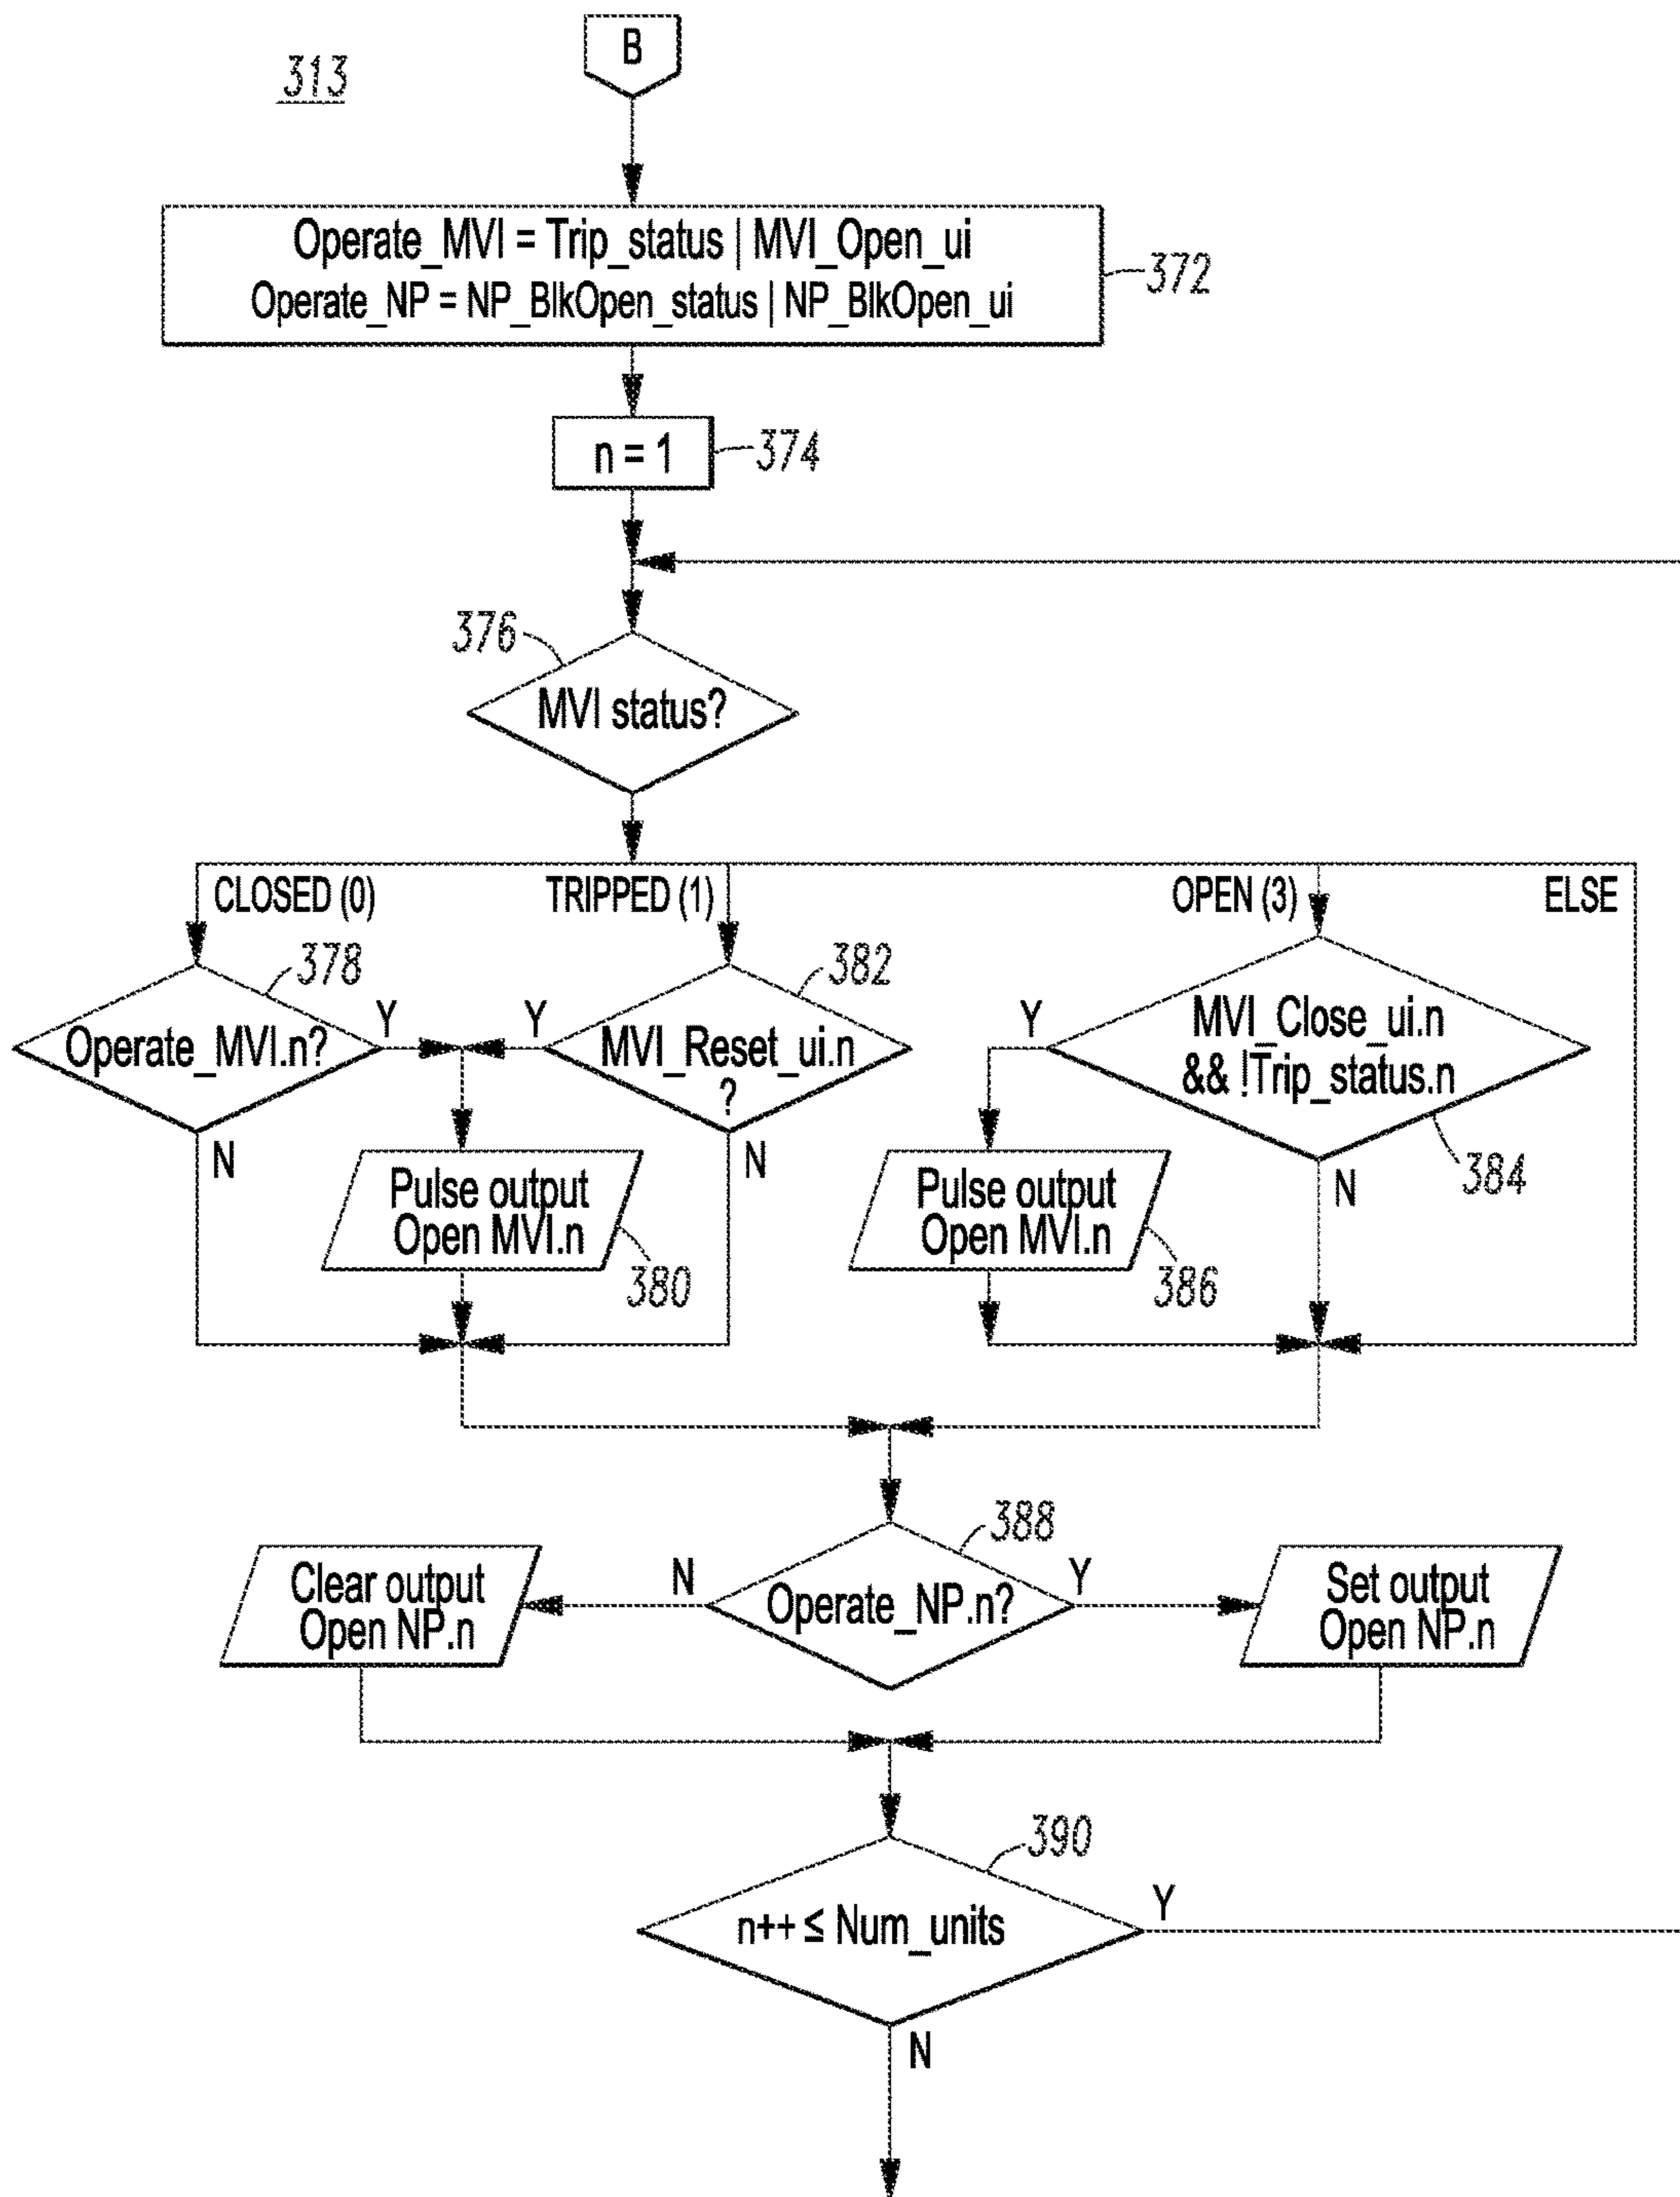 313
B
Operate_MVI = Trip_status | MVI_Open_ui
Operate_NP = NP_BlkOpen_status | NP_BlkOpen_ui
372
n = 1
374
376
MVI status?
CLOSED (0)
TRIPPED (1)
OPEN (3)
ELSE
378
Operate_MVI.n?
Y
N
382
MVI_Reset_ui.n
?
Y
N
MVI_Close_ui.n
&& !Trip_status.n
Y
N
384
Pulse output
Open MVI.n
380
Pulse output
Open MVI.n
386
388
Operate_NP.n?
N
Y
Clear output
Open NP.n
Set output
Open NP.n
390
n++ ≤ Num_units
Y
N